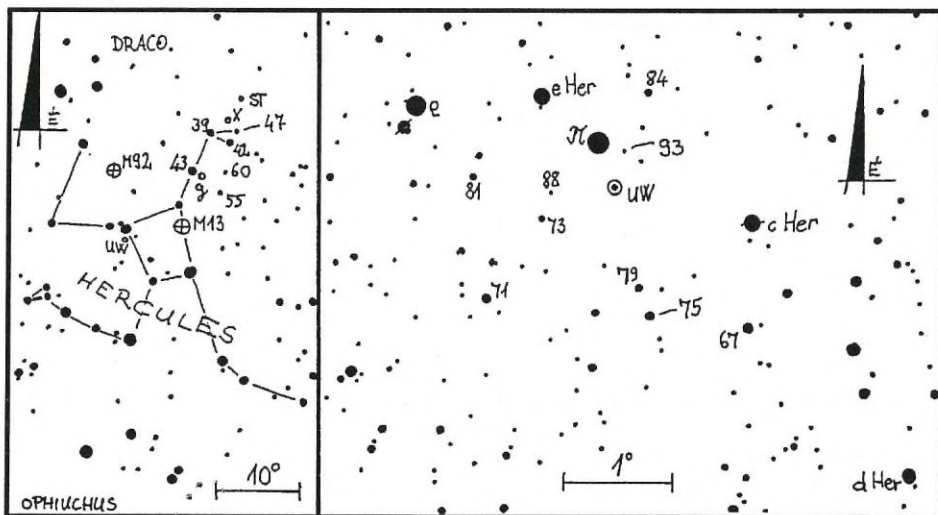 DRACO.
É
ST
X
39
47
42
M92
43
g
60
55
M13
UW
HERCULES
10°
OPHIUCHUS
e Her
84
ρ
π
93
É
81
88
UW
73
c Her
79
71
75
67
1°
d Her